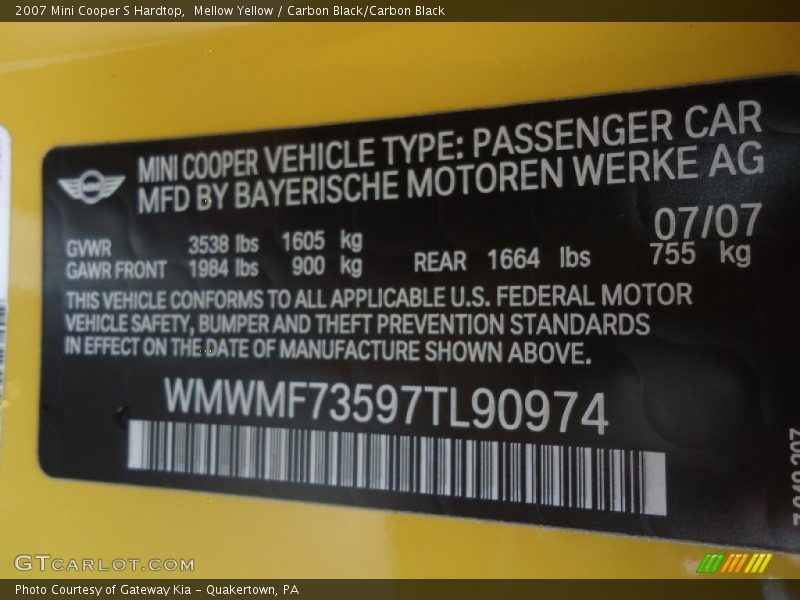 2007 Mini Cooper S Hardtop, Mellow Yellow / Carbon Black/Carbon Black
MINI
MINI COOPER VEHICLE TYPE: PASSENGER CAR
MFD BY BAYERISCHE MOTOREN WERKE AG
07/07
GVWR 3538 lbs 1605 kg
GAWR FRONT 1984 lbs 900 kg REAR 1664 lbs 755 kg
THIS VEHICLE CONFORMS TO ALL APPLICABLE U.S. FEDERAL MOTOR
VEHICLE SAFETY, BUMPER AND THEFT PREVENTION STANDARDS
IN EFFECT ON THE DATE OF MANUFACTURE SHOWN ABOVE.
WMWMF73597TL90974
GTCARLOT.COM
Photo Courtesy of Gateway Kia - Quakertown, PA